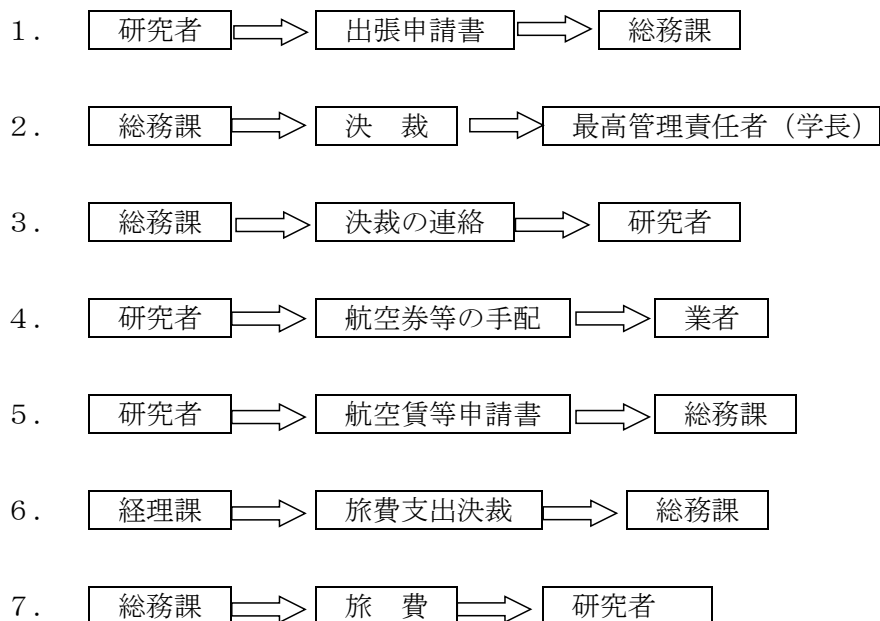 １． 研究者 出張申請書 総務課
２． 総務課 決　裁 最高管理責任者（学長）
３． 総務課 決裁の連絡 研究者
４． 研究者 航空券等の手配 業者
５． 研究者 航空賃等申請書 総務課
６． 経理課 旅費支出決裁 総務課
７． 総務課 旅　費 研究者